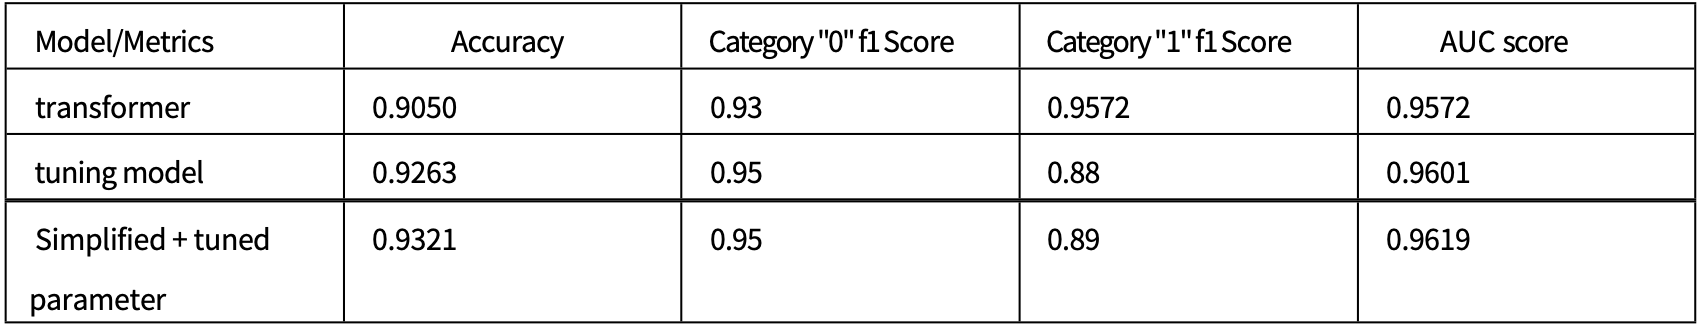 Model/Metrics Accuracy Category "0" f1 Score Category "1" f1 Score AUC score
transformer 0.9050 0.93 0.9572 0.9572
tuning model 0.9263 0.95 0.88 0.9601
Simplified + tuned 0.9321 0.95 0.89 0.9619
parameter